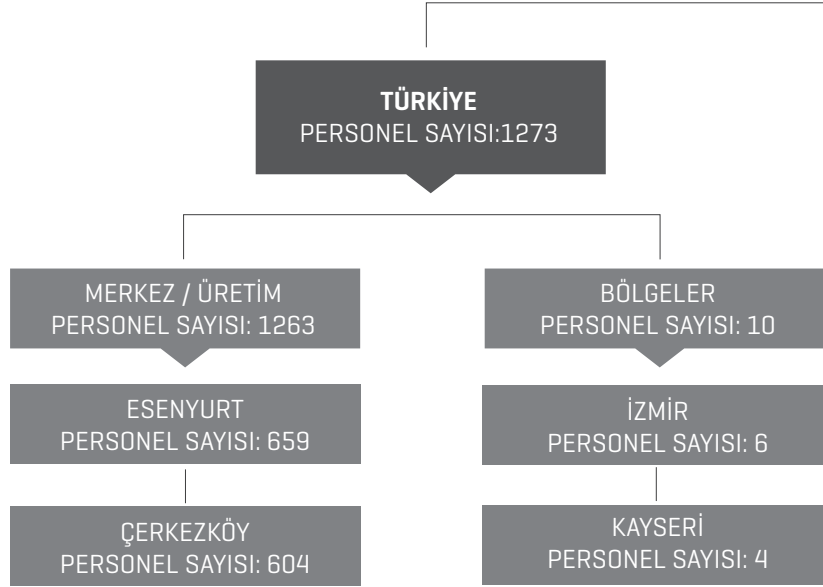 TÜRKİYE
PERSONEL SAYISI:1273
MERKEZ / ÜRETİM
PERSONEL SAYISI: 1263
ESENYURT
PERSONEL SAYISI: 659
ÇERKEZKÖY
PERSONEL SAYISI: 604
BÖLGELER
PERSONEL SAYISI: 10
İZMİR
PERSONEL SAYISI: 6
KAYSERİ
PERSONEL SAYISI: 4